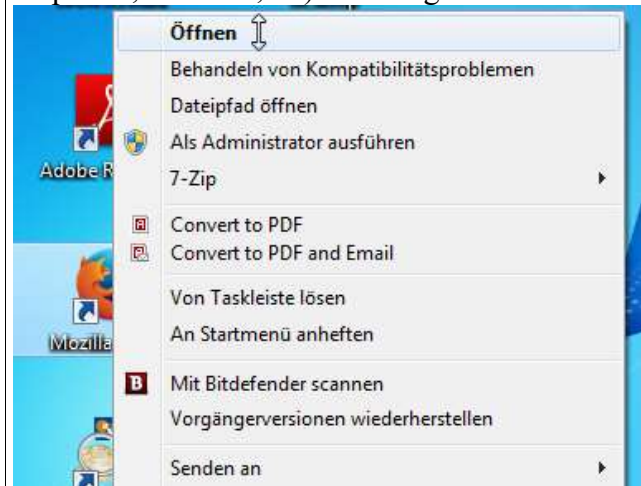 Öffnen
Behandeln von Kompatibilitätsproblemen
Dateipfad öffnen
Als Administrator ausführen
Adobe R
7-Zip
Convert to PDF
Convert to PDF and Email
Von Taskleiste lösen
Mozilla
An Startmenü anheften
B Mit Bitdefender scannen
Vorgängerversionen wiederherstellen
Senden an